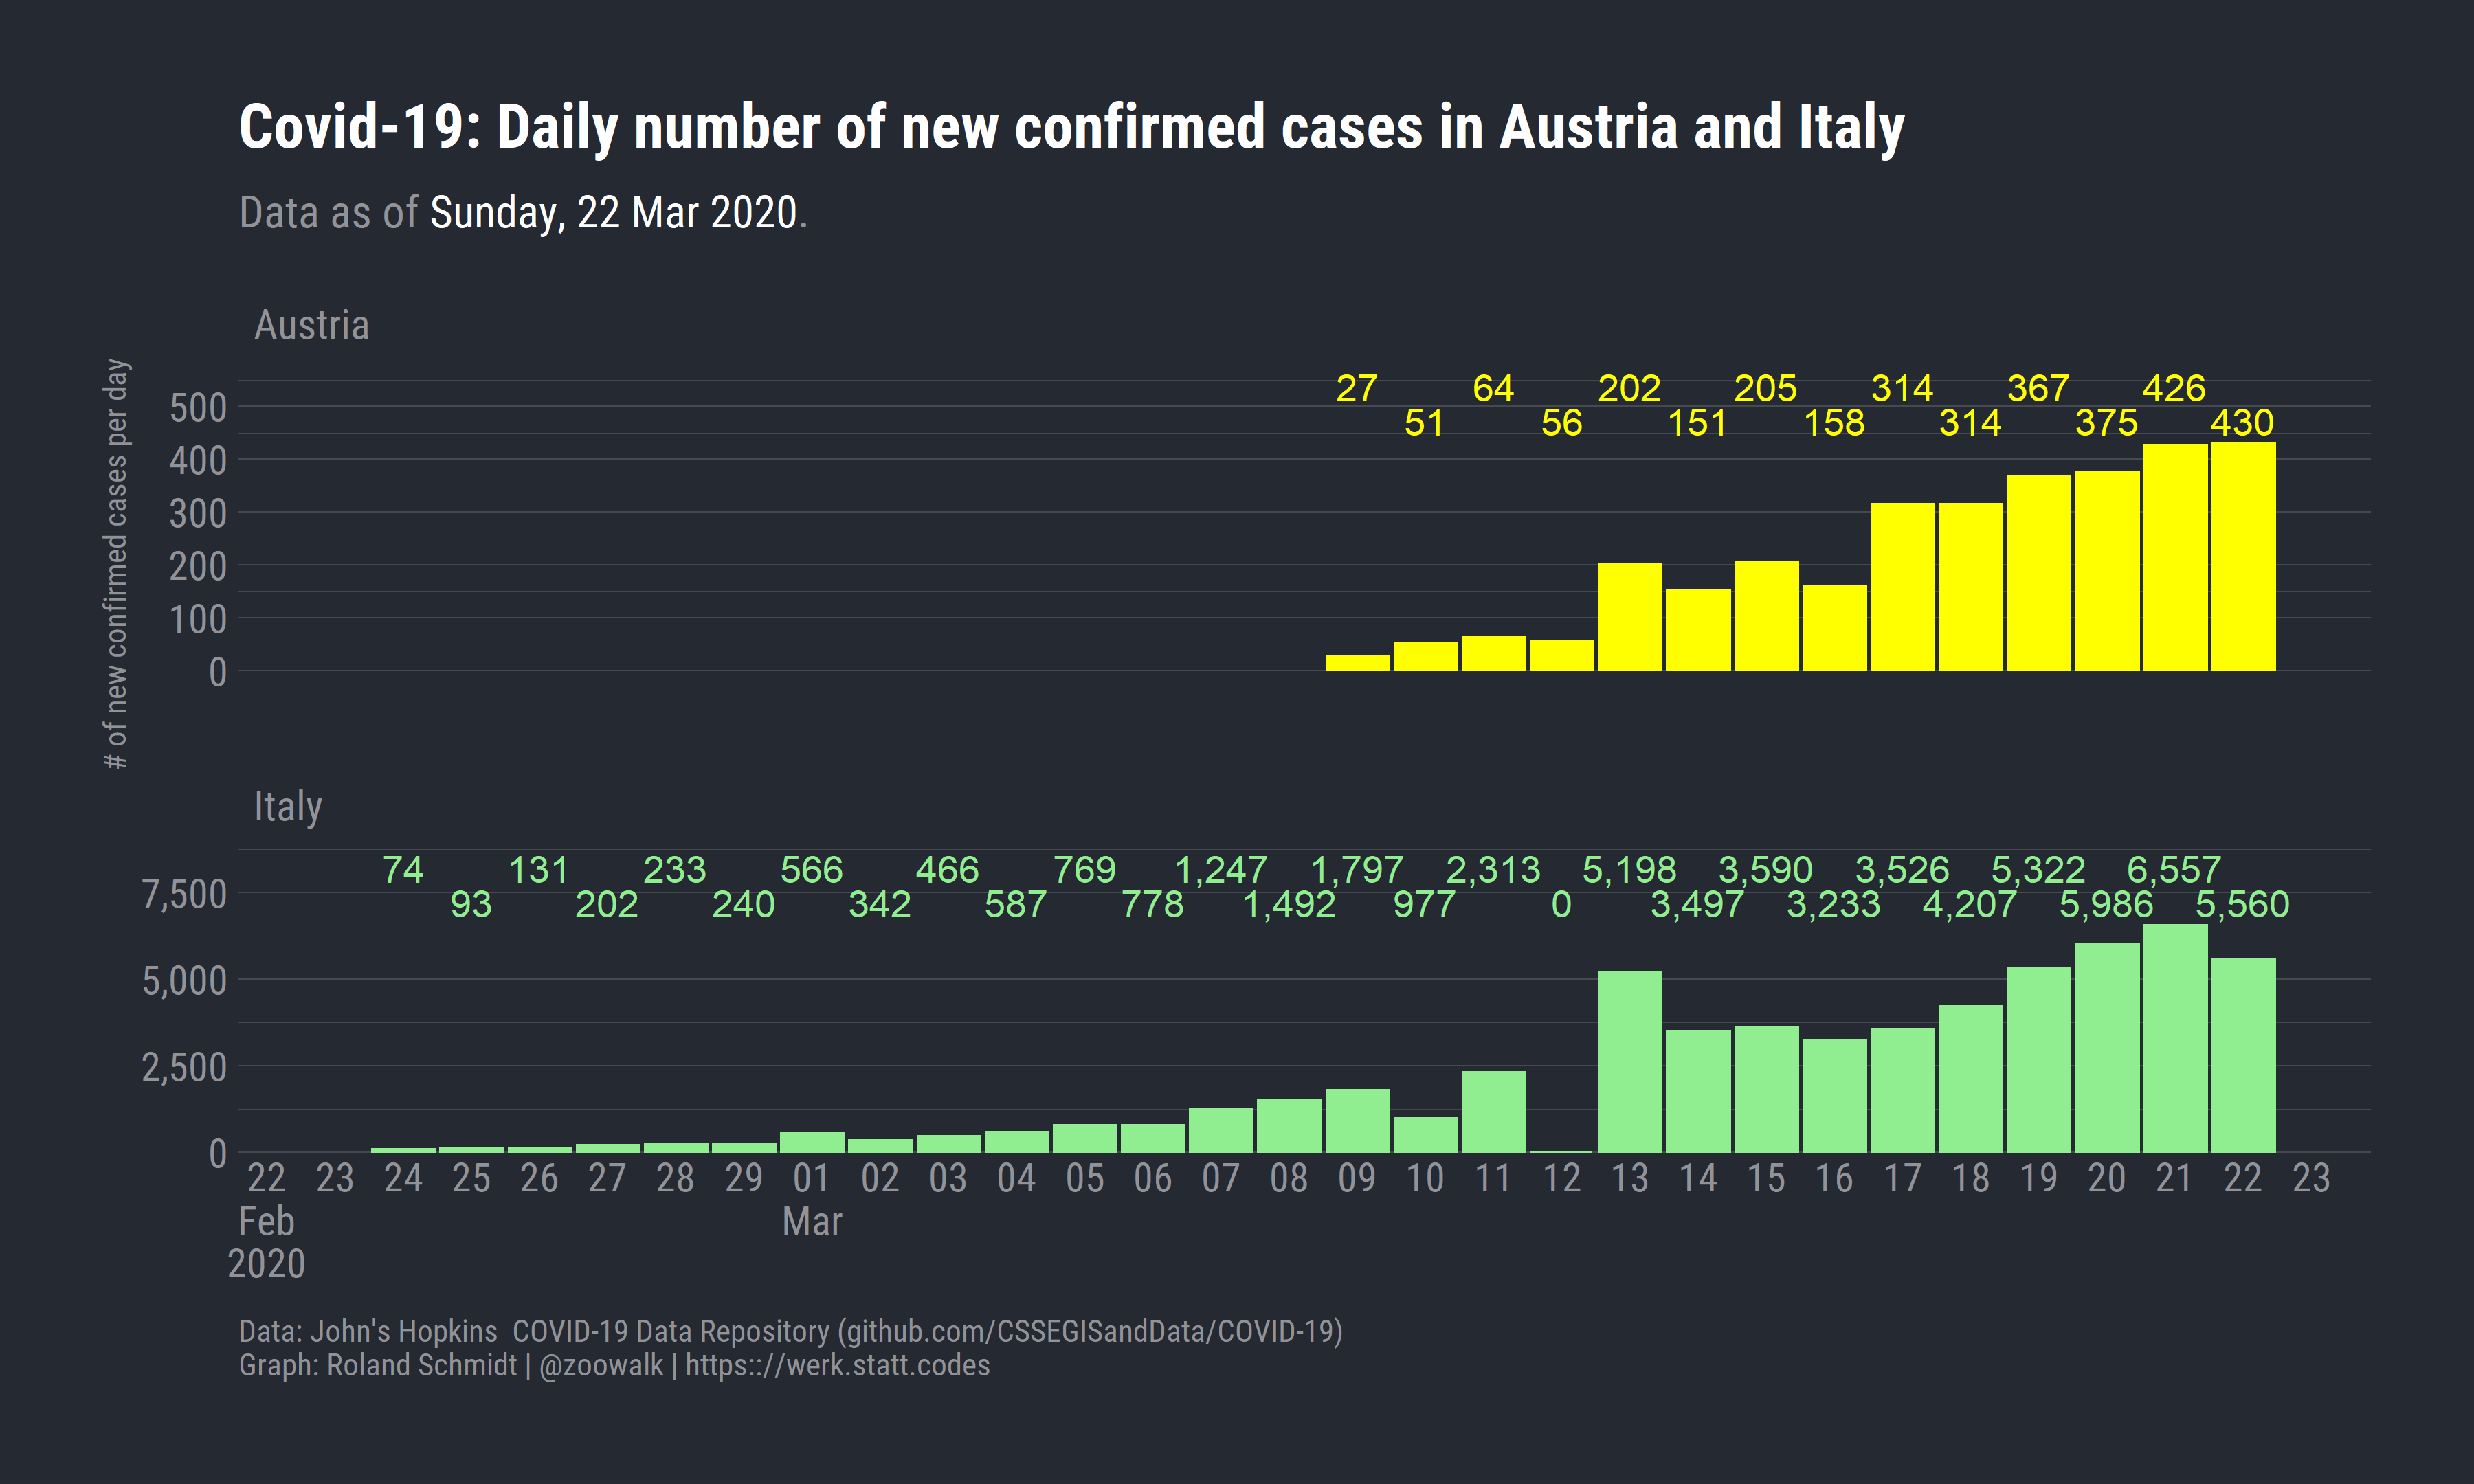 Covid-19: Daily number of new confirmed cases in Austria and Italy
Data as of Sunday, 22 Mar 2020.
# of new confirmed cases per day
Austria
27 64 202 205 314 367 426
51 56 151 158 314 375 430
500
400
300
200
100
0
Italy
74 131 233 566 466 769 1,247 1,797 2,313 5,198 3,590 3,526 5,322 6,557
93 202 240 342 587 778 1,492 977 0 3,497 3,233 4,207 5,986 5,560
7,500
5,000
2,500
0
22 23 24 25 26 27 28 29 01 02 03 04 05 06 07 08 09 10 11 12 13 14 15 16 17 18 19 20 21 22 23
Feb Mar
2020
Data: John's Hopkins  COVID-19 Data Repository (github.com/CSSEGISandData/COVID-19)
Graph: Roland Schmidt | @zoowalk | https:://werk.statt.codes